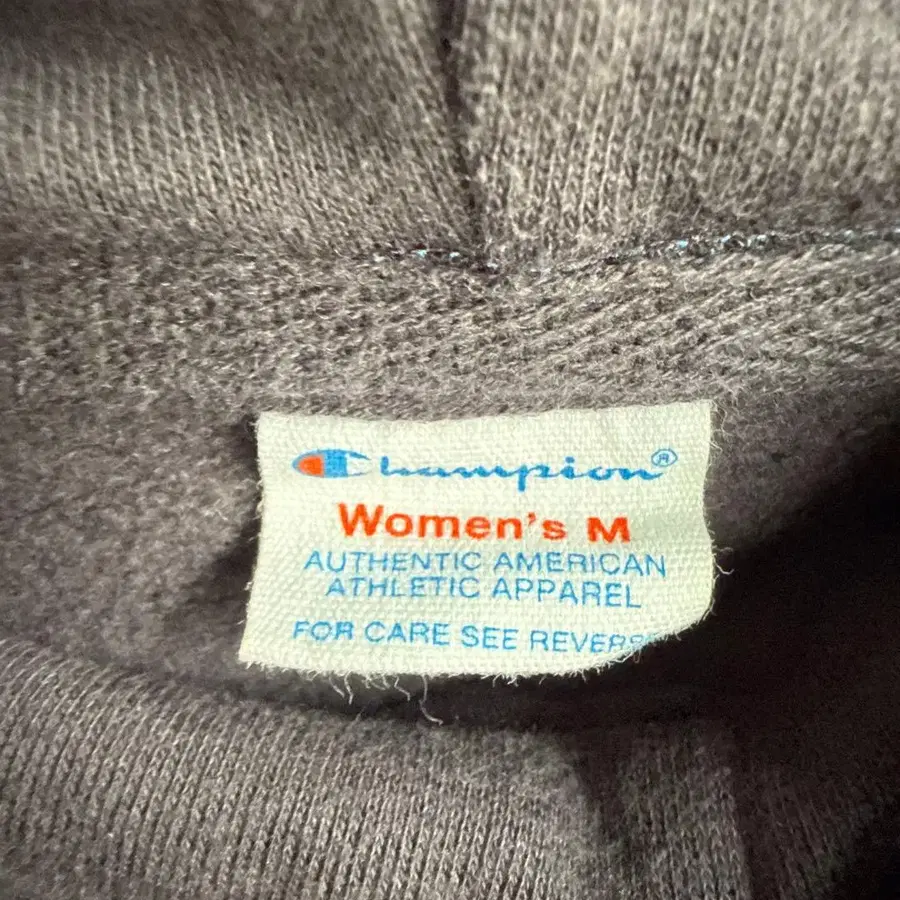 Champion®
Women's M
AUTHENTIC AMERICAN
ATHLETIC APPAREL
FOR CARE SEE REVERSE